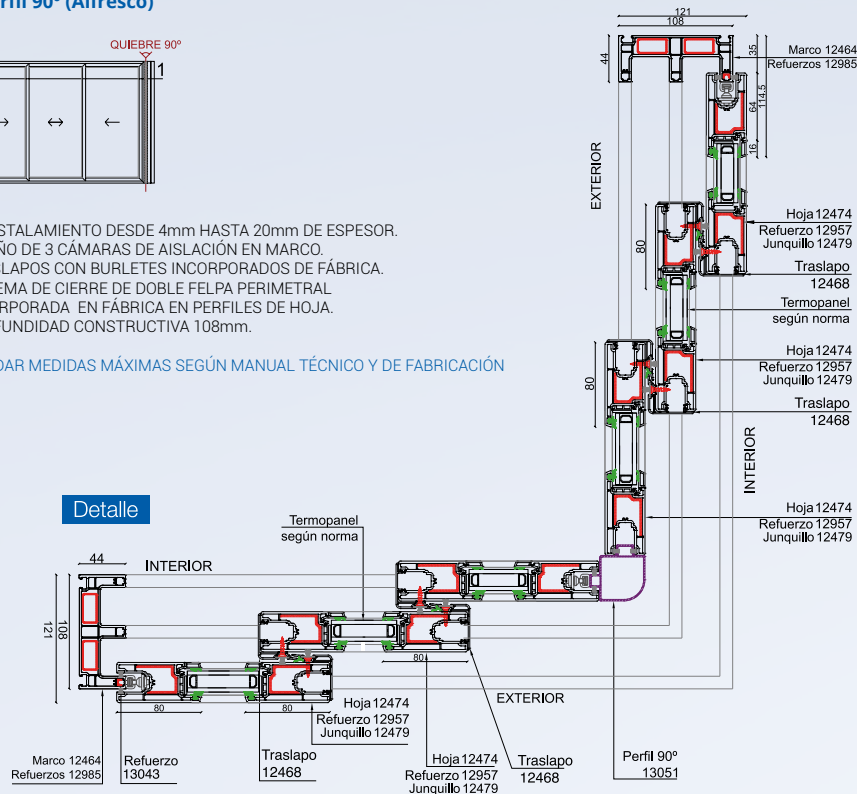 rfil 90º (Alfresco)
QUIEBRE 90º
1
STALAMIENTO DESDE 4mm HASTA 20mm DE ESPESOR.
ÑO DE 3 CÁMARAS DE AISLACIÓN EN MARCO.
SLAPOS CON BURLETES INCORPORADOS DE FÁBRICA.
EMA DE CIERRE DE DOBLE FELPA PERIMETRAL
ORPORADA EN FÁBRICA EN PERFILES DE HOJA.
FUNDIDAD CONSTRUCTIVA 108mm.
DAR MEDIDAS MÁXIMAS SEGÚN MANUAL TÉCNICO Y DE FABRICACIÓN
121
108
44
35
64
114.5
16
Marco 12464
Refuerzos 12985
EXTERIOR
80
Hoja 12474
Refuerzo 12957
Junquillo 12479
Traslapo
12468
Termopanel
según norma
80
Hoja 12474
Refuerzo 12957
Junquillo 12479
Traslapo
12468
INTERIOR
Hoja 12474
Refuerzo 12957
Junquillo 12479
Detalle
Termopanel
según norma
44
INTERIOR
108
121
80
80
80
EXTERIOR
Hoja 12474
Refuerzo 12957
Junquillo 12479
Marco 12464
Refuerzos 12985
Refuerzo
13043
Traslapo
12468
Hoja 12474
Refuerzo 12957
Junquillo 12479
Traslapo
12468
Perfil 90º
13051